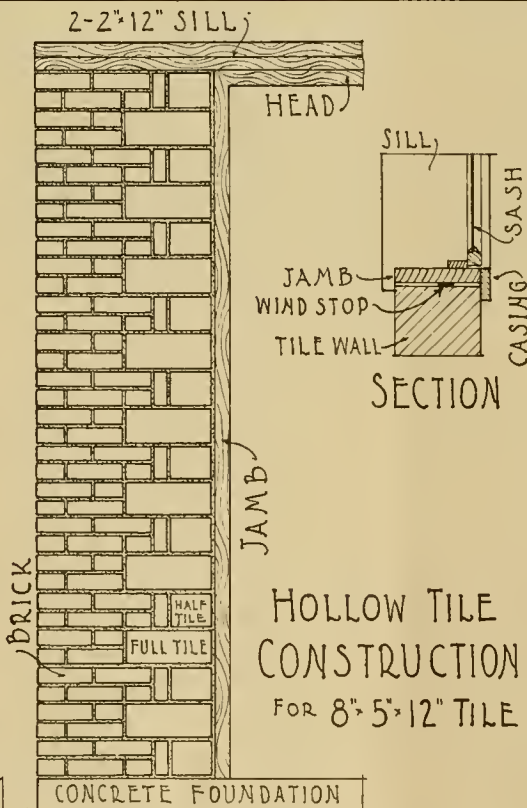 2-2"×12" SILL
HEAD
SILL
SASH
JAMB
WIND STOP
CASING
TILE WALL
SECTION
JAMB
BRICK
HALF
TILE
FULL TILE
HOLLOW TILE
CONSTRUCTION
FOR 8"×5"×12" TILE
CONCRETE FOUNDATION